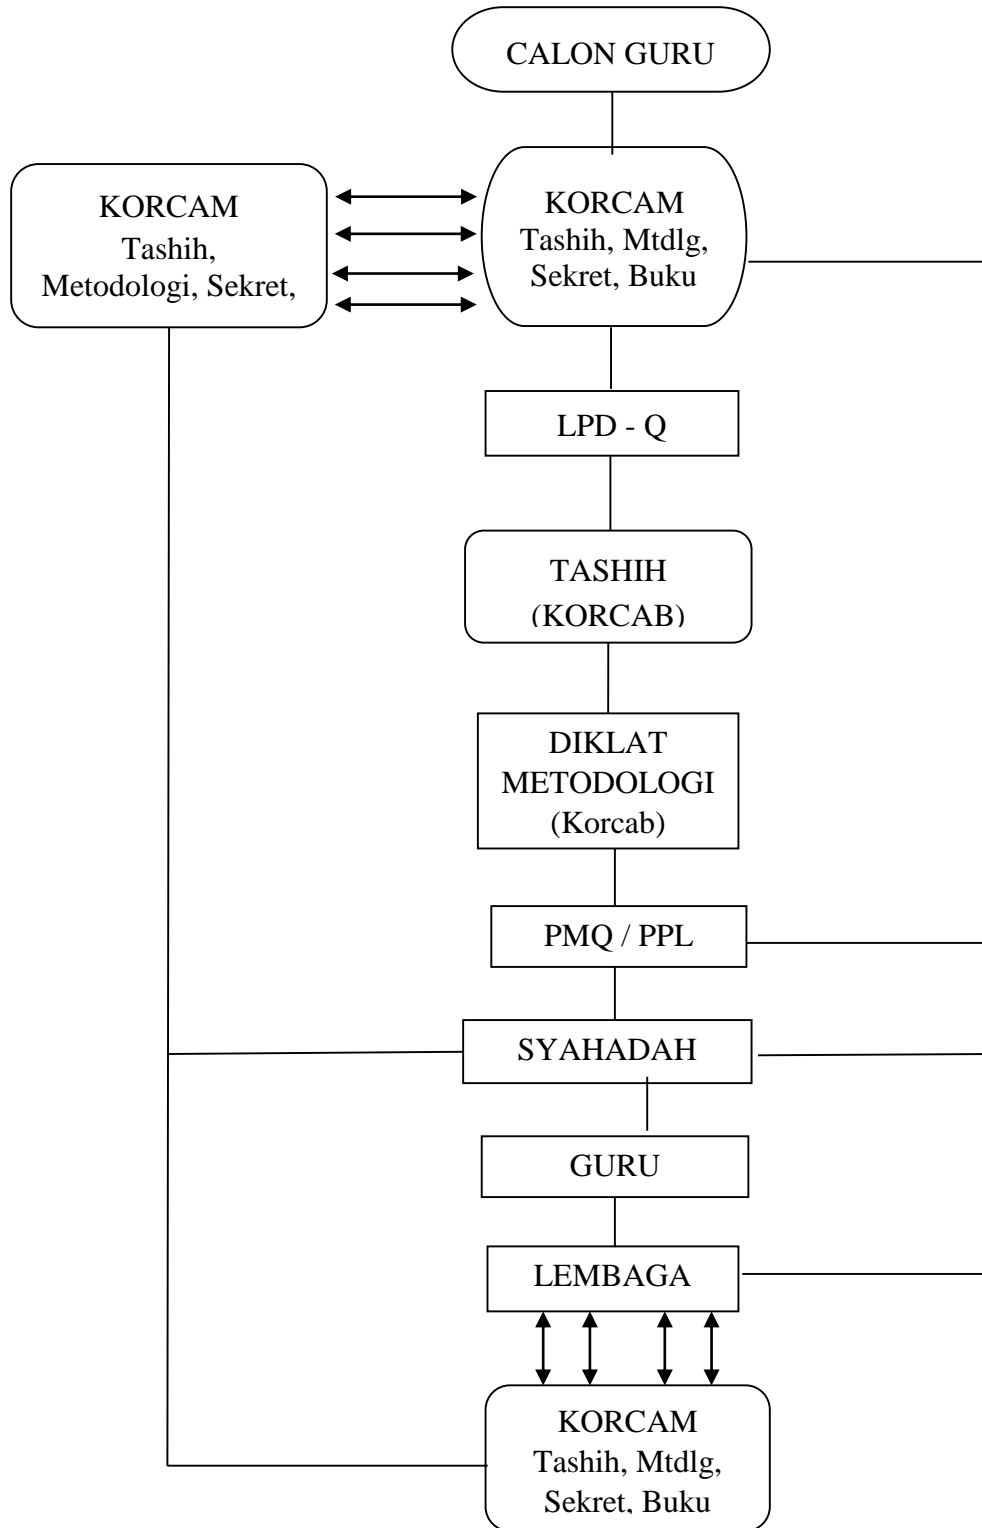 CALON GURU
KORCAM
Tashih,
Metodologi, Sekret,
KORCAM
Tashih, Mtdlg,
Sekret, Buku
LPD - Q
TASHIH
(KORCAB)
DIKLAT
METODOLOGI
(Korcab)
PMQ / PPL
SYAHADAH
GURU
LEMBAGA
KORCAM
Tashih, Mtdlg,
Sekret, Buku